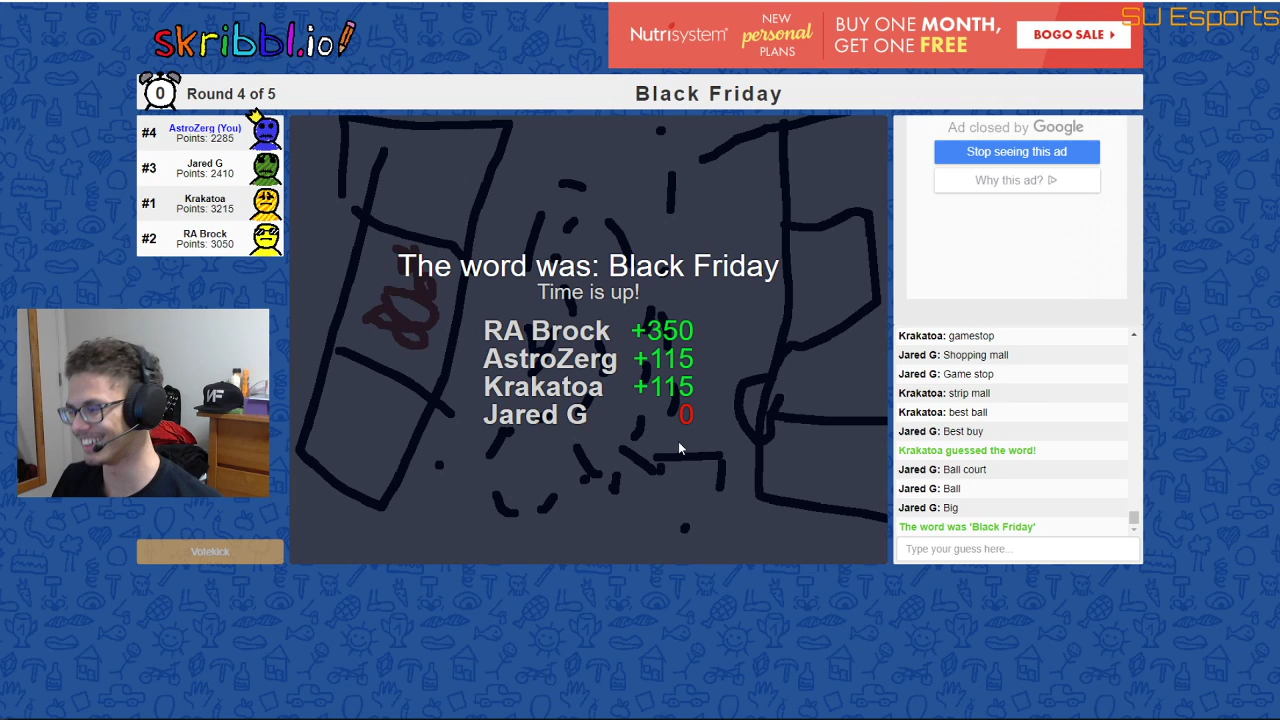 SU Esports
skribbl.io
Nutrisystem®
NEW
personal
PLANS
BUY ONE MONTH,
GET ONE FREE
BOGO SALE
0
Round 4 of 5
Black Friday
#4
AstroZerg (You)
Points: 2285
#3
Jared G
Points: 2410
#1
Krakatoa
Points: 3215
#2
RA Brock
Points: 3050
The word was: Black Friday
Time is up!
RA Brock +350
AstroZerg +115
Krakatoa +115
Jared G 0
NF
Votekick
Ad closed by Google
Stop seeing this ad
Why this ad?
Krakatoa: gamestop
Jared G: Shopping mall
Jared G: Game stop
Krakatoa: strip mall
Krakatoa: best ball
Jared G: Best buy
Krakatoa guessed the word!
Jared G: Ball court
Jared G: Ball
Jared G: Big
The word was 'Black Friday'
Type your guess here...